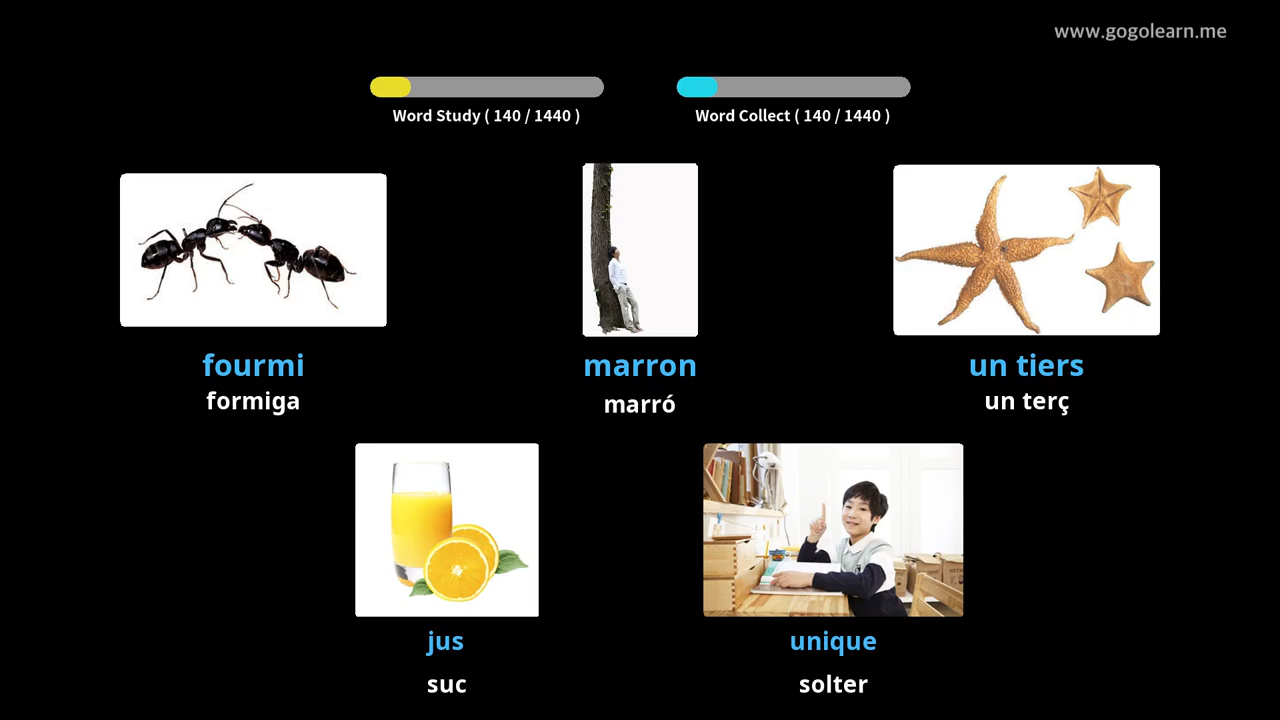 www.gogolearn.me
Word Study ( 140 / 1440 )
Word Collect ( 140 / 1440 )
fourmi
formiga
marron
marró
un tiers
un terç
jus
suc
unique
solter